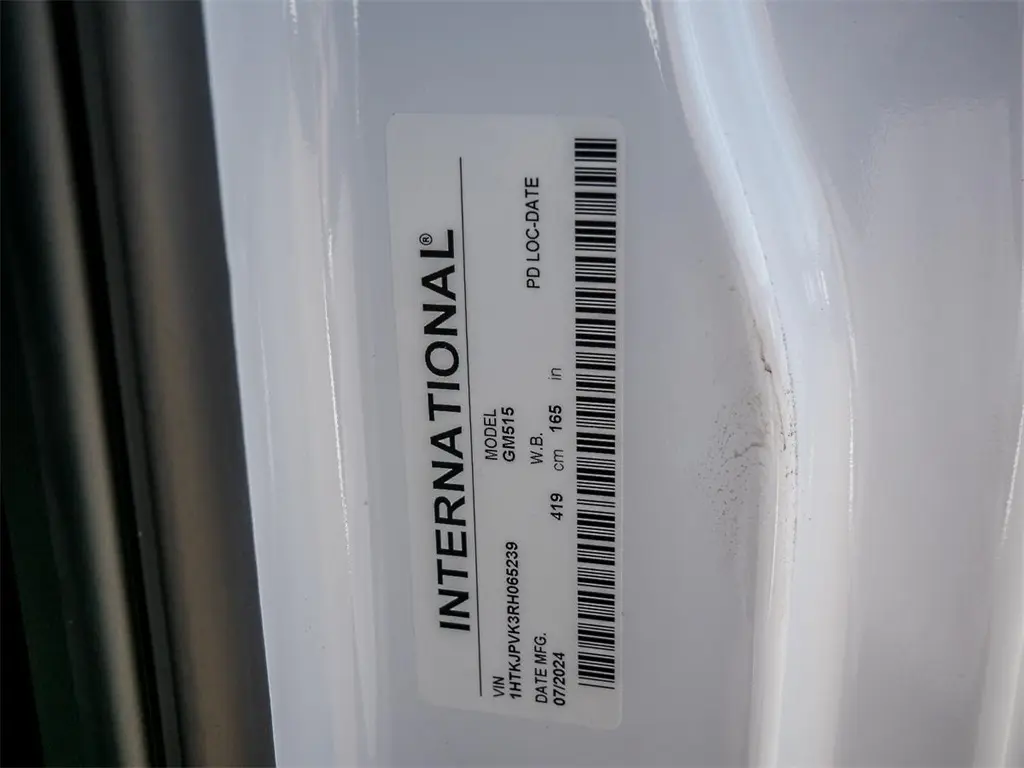 INTERNATIONAL®
VIN MODEL
1HTKJPVK3RH065239 GM515
DATE MFG. W.B. PD LOC-DATE
07/2024 419 cm 165 in